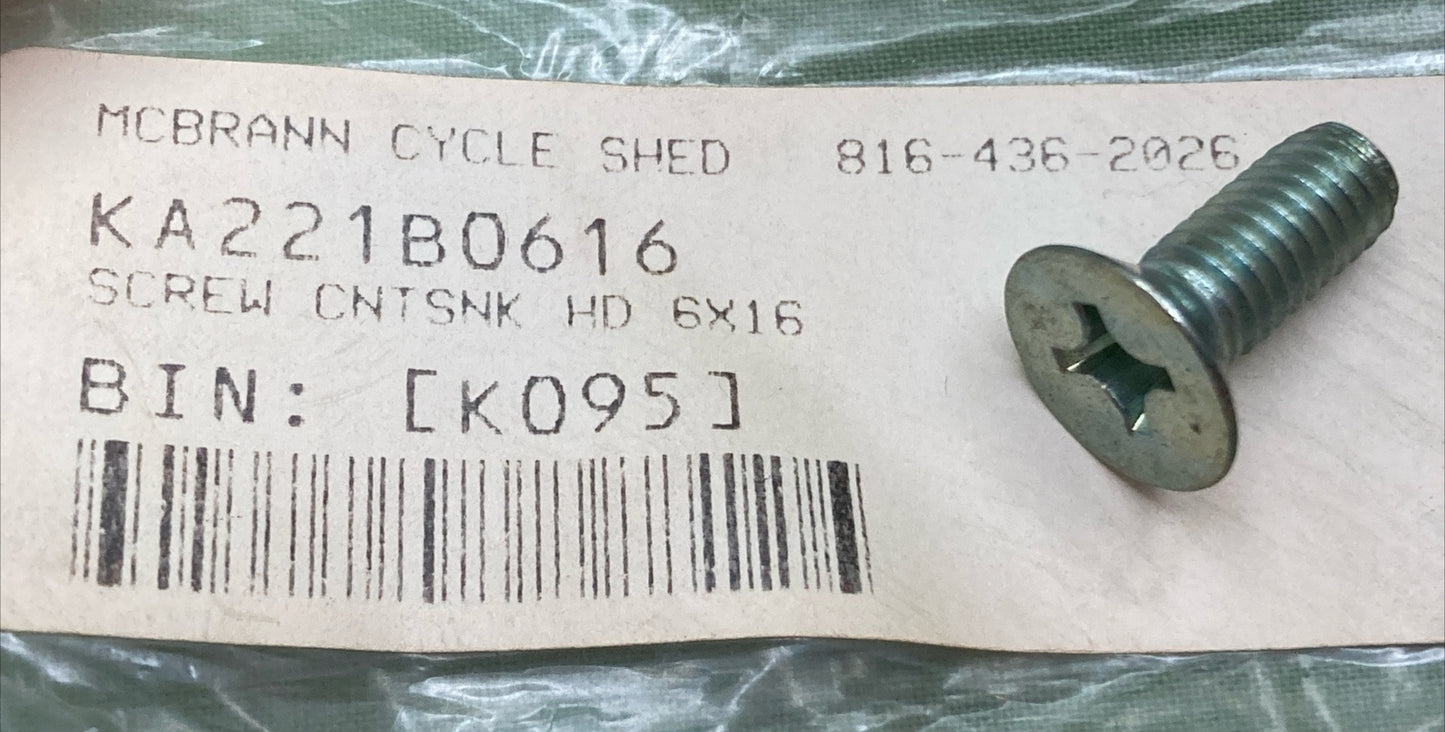 MCBRANN CYCLE SHED 816-436-2026
KA221B0616
SCREW CNTSNK HD 6X16
BIN: [K095]